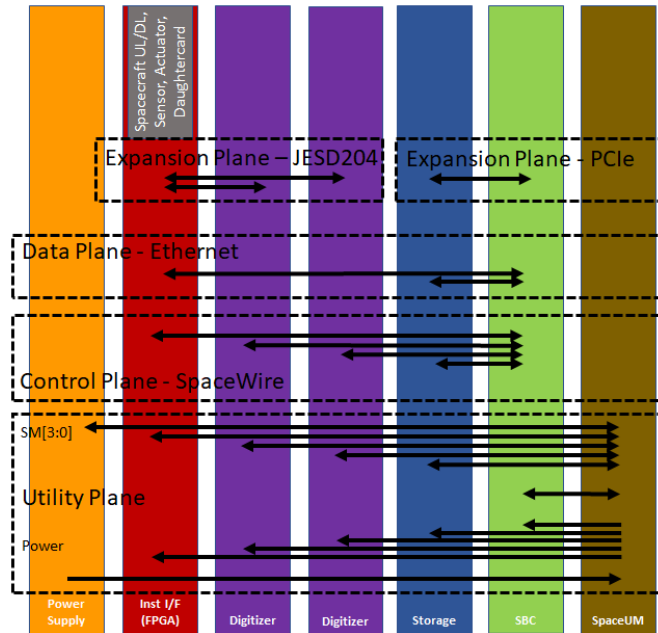 Spacecraft UL/DL,
Sensor, Actuator,
Daughtercard
Expansion Plane – JESD204
Expansion Plane - PCIe
Data Plane - Ethernet
Control Plane - SpaceWire
SM[3:0]
Utility Plane
Power
Power
Supply
Inst I/F
(FPGA)
Digitizer
Digitizer
Storage
SBC
SpaceUM